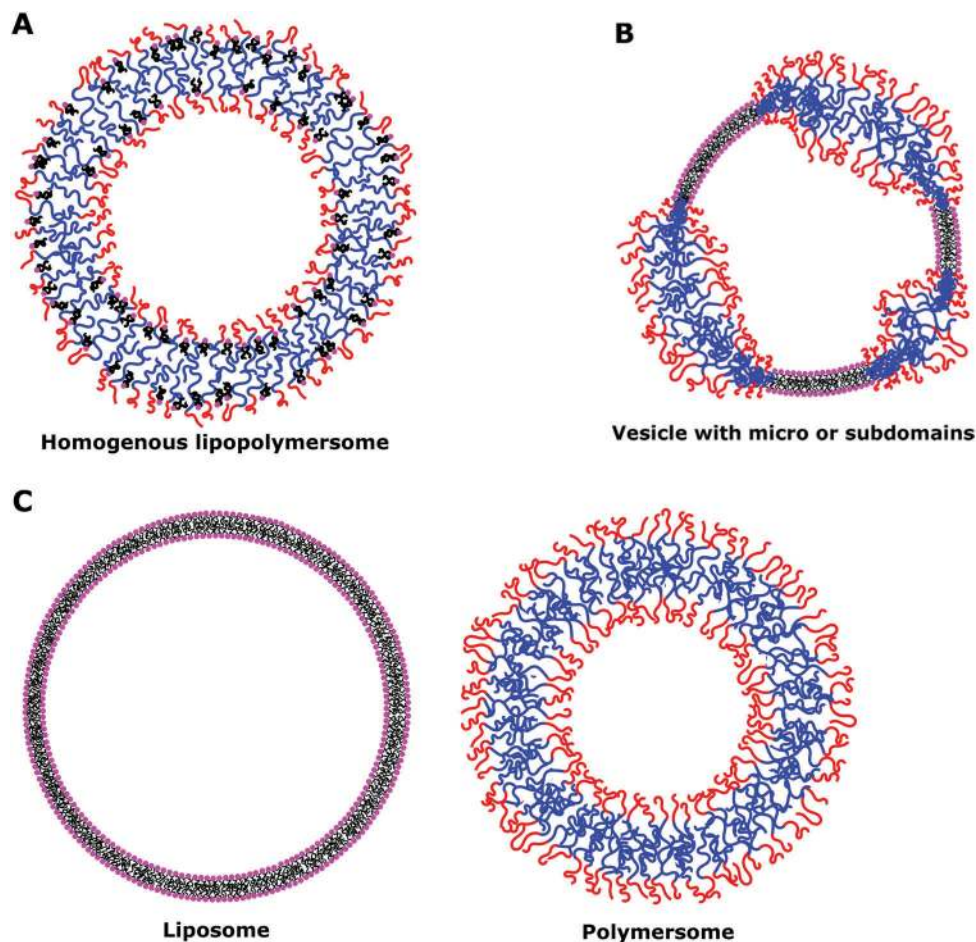 A
B
Homogenous lipopolymersome
Vesicle with micro or subdomains
C
Liposome
Polymersome